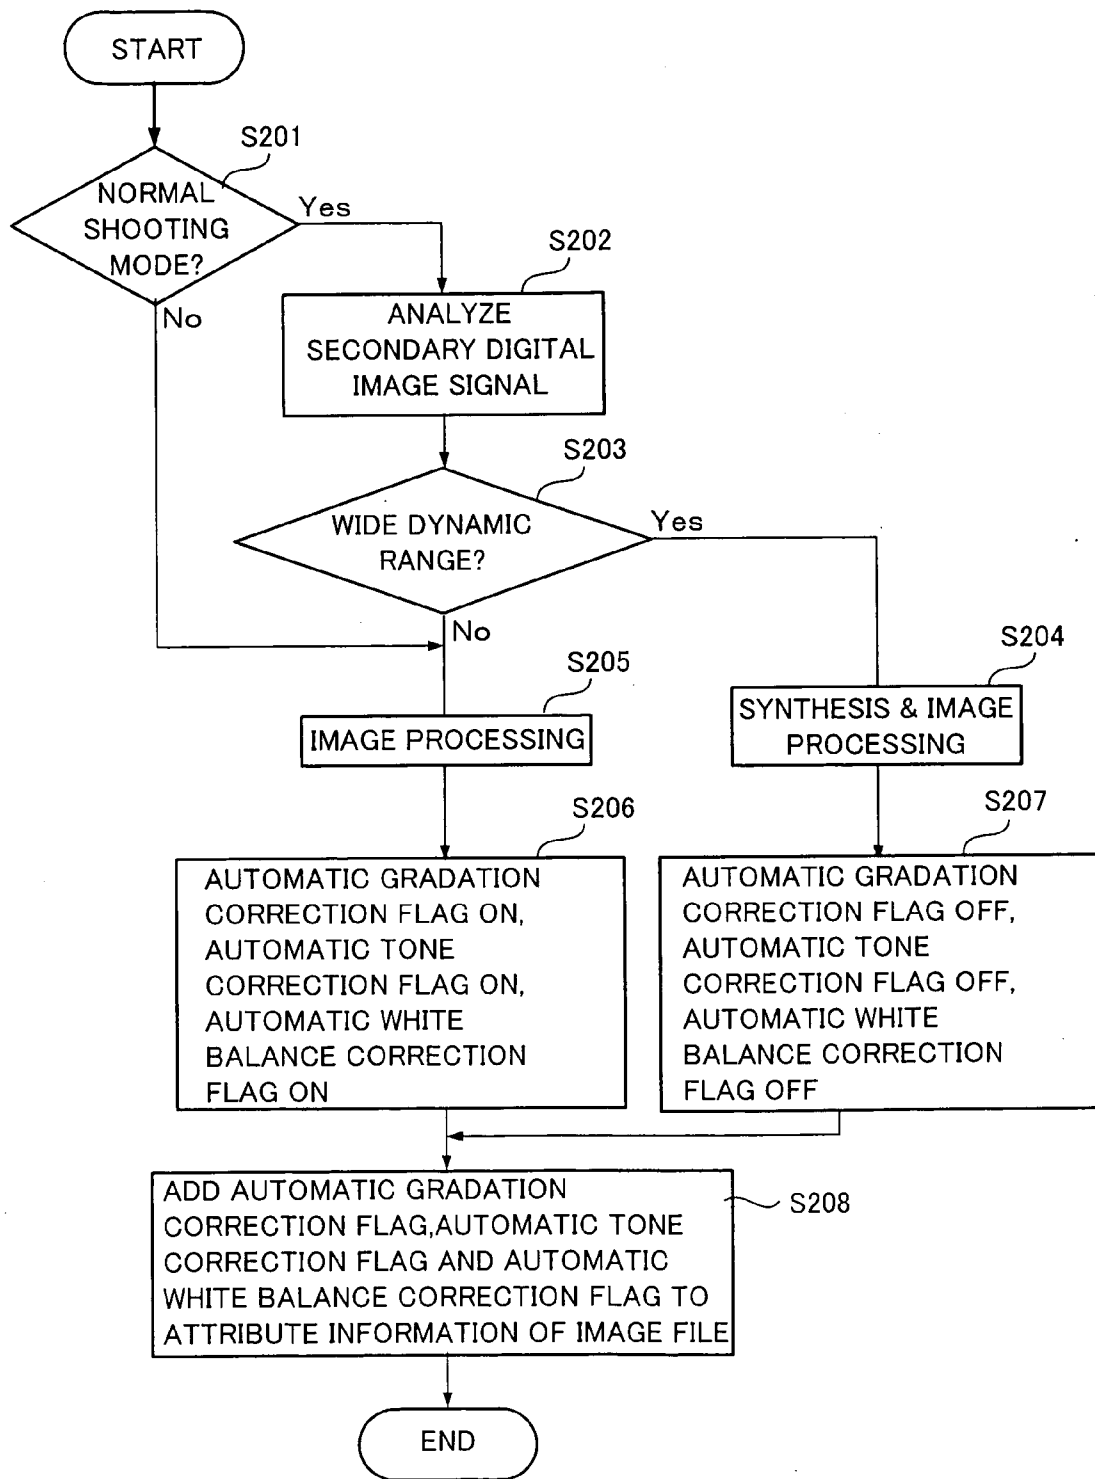 START
S201
NORMAL
SHOOTING
MODE?
Yes
No
S202
ANALYZE
SECONDARY DIGITAL
IMAGE SIGNAL
S203
WIDE DYNAMIC
RANGE?
Yes
No
S204
SYNTHESIS & IMAGE
PROCESSING
S205
IMAGE PROCESSING
S206
AUTOMATIC GRADATION
CORRECTION FLAG ON,
AUTOMATIC TONE
CORRECTION FLAG ON,
AUTOMATIC WHITE
BALANCE CORRECTION
FLAG ON
S207
AUTOMATIC GRADATION
CORRECTION FLAG OFF,
AUTOMATIC TONE
CORRECTION FLAG OFF,
AUTOMATIC WHITE
BALANCE CORRECTION
FLAG OFF
ADD AUTOMATIC GRADATION
CORRECTION FLAG,AUTOMATIC TONE
CORRECTION FLAG AND AUTOMATIC
WHITE BALANCE CORRECTION FLAG TO
ATTRIBUTE INFORMATION OF IMAGE FILE
S208
END